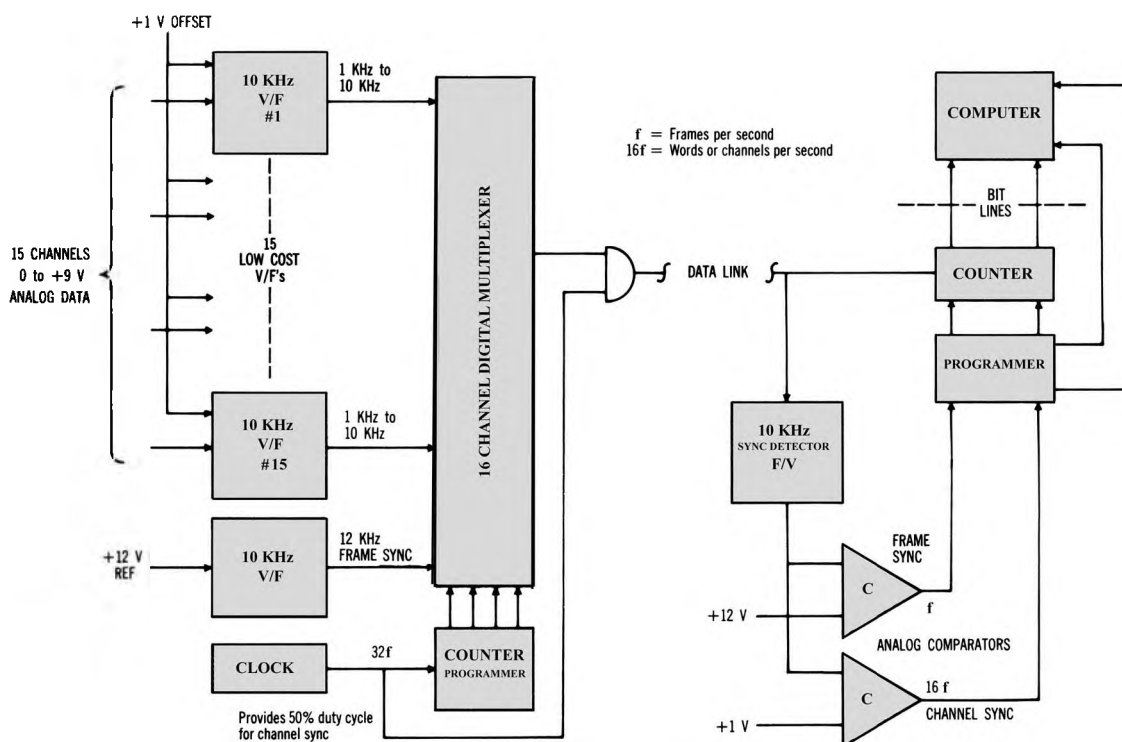 +1 V OFFSET
10 KHz
V/F
#1
1 KHz to
10 KHz
15 CHANNELS
0 to +9 V
ANALOG DATA
15
LOW COST
V/F's
10 KHz
V/F
#15
1 KHz to
10 KHz
+12 V
REF
10 KHz
V/F
12 KHz
FRAME SYNC
CLOCK
32f
Provides 50% duty cycle
for channel sync
COUNTER
PROGRAMMER
16 CHANNEL DIGITAL MULTIPLEXER
f = Frames per second
16f = Words or channels per second
DATA LINK
COMPUTER
BIT
LINES
COUNTER
PROGRAMMER
10 KHz
SYNC DETECTOR
F/V
FRAME
SYNC
C
f
+12 V
ANALOG COMPARATORS
C
16 f
CHANNEL SYNC
+1 V